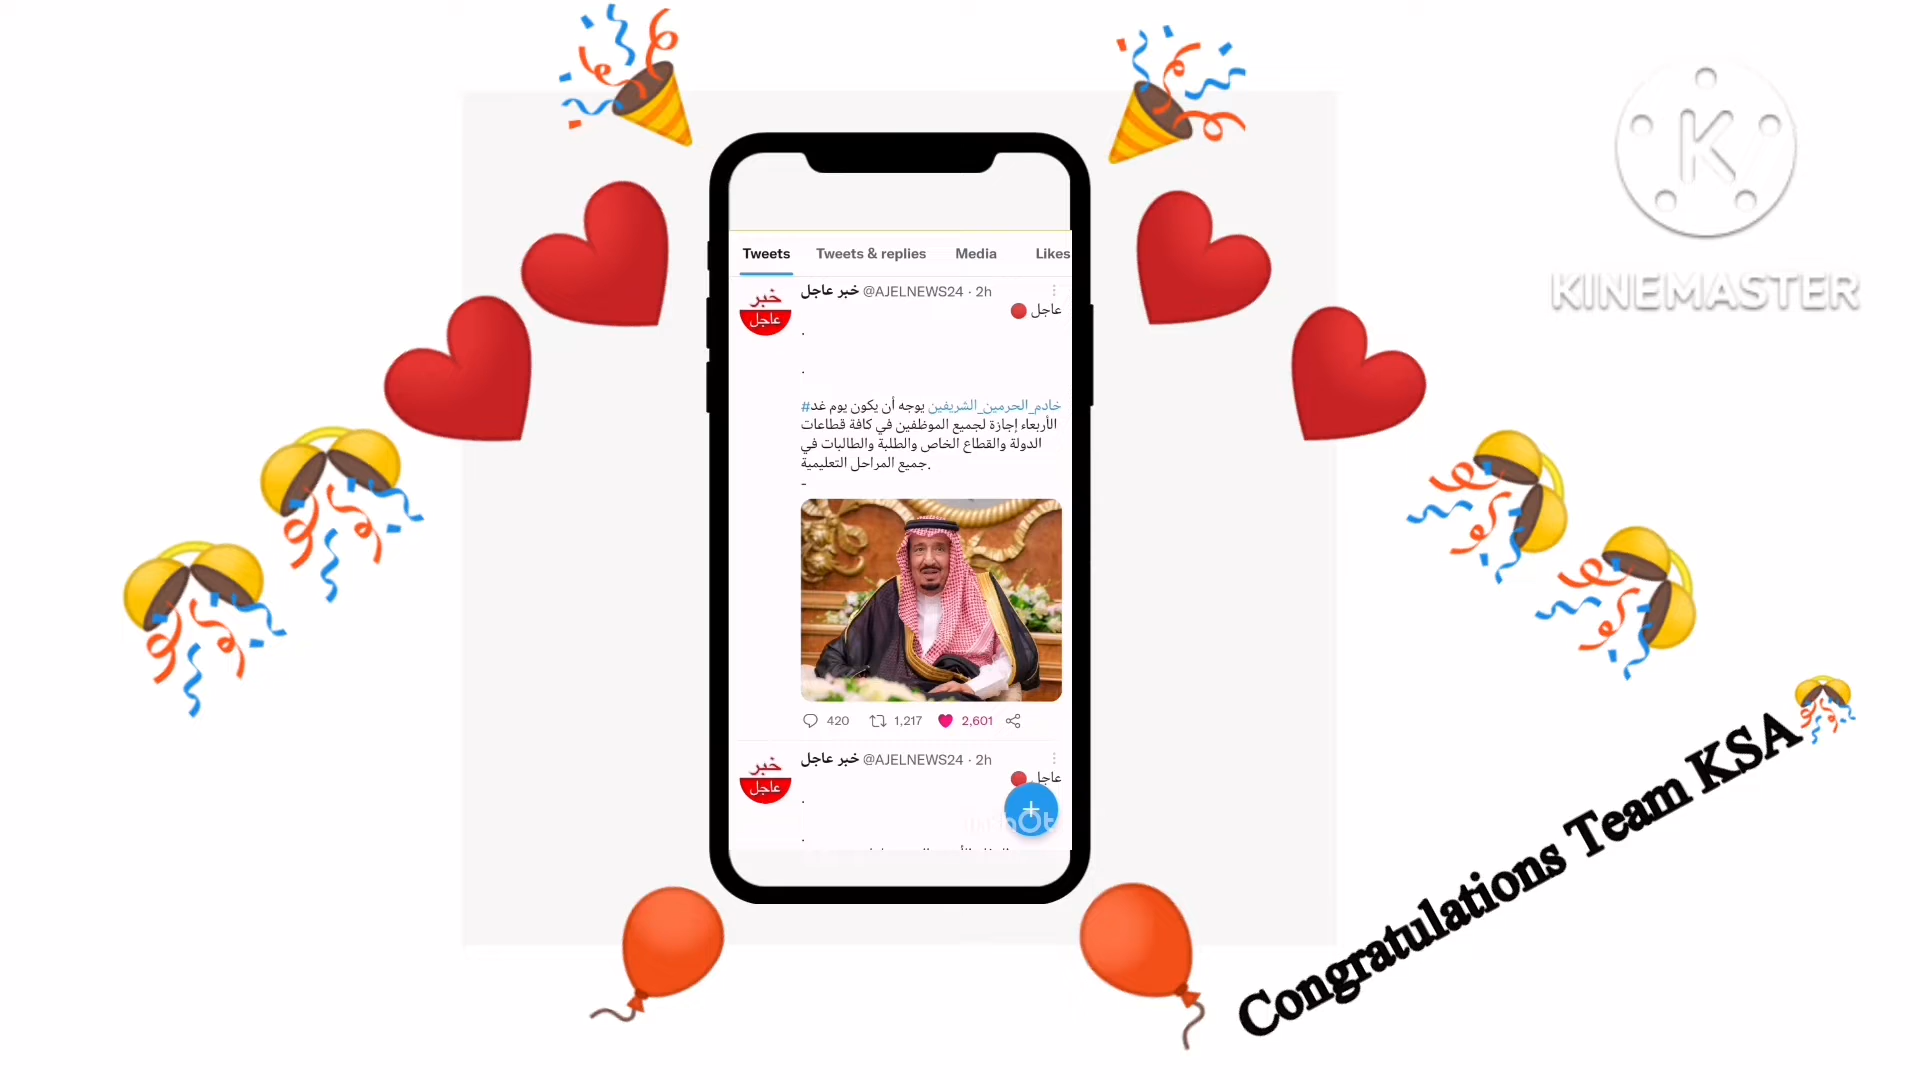 KINEMASTER
Tweets Tweets & replies Media Likes
خبر عاجل @AJELNEWS24 · 2h
خبر
عاجل
عاجل 🔴
.
.
#خادم_الحرمين_الشريفين يوجه أن يكون يوم غد
الأربعاء إجازة لجميع الموظفين في كافة قطاعات
الدولة والقطاع الخاص والطلبة والطالبات في
جميع المراحل التعليمية.
-
420 1,217 2,601
خبر عاجل @AJELNEWS24 · 2h
خبر
عاجل
عاجل 🔴
.
.
Congratulations Team KSA